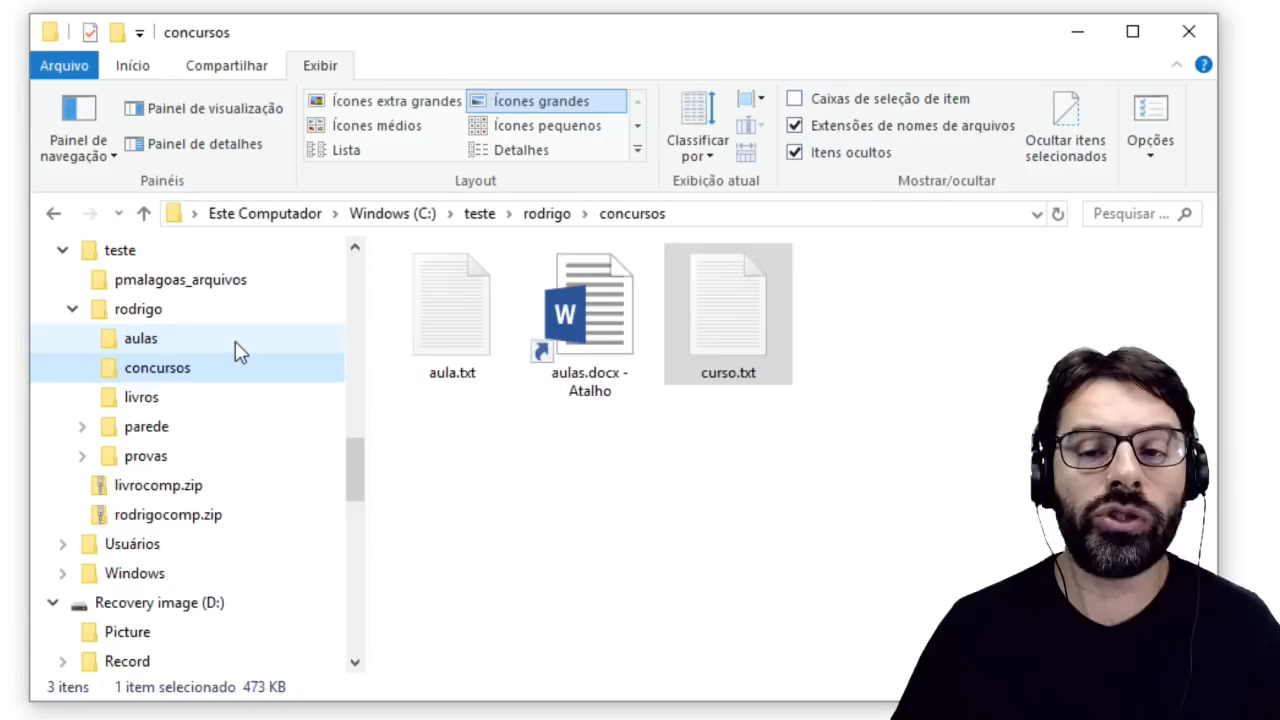 concursos
Arquivo Início Compartilhar Exibir
Painel de navegação
Painel de visualização
Painel de detalhes
Painéis
Ícones extra grandes Ícones grandes
Ícones médios Ícones pequenos
Lista Detalhes
Layout
Classificar por
Exibição atual
Caixas de seleção de item
Extensões de nomes de arquivos
Itens ocultos
Ocultar itens
selecionados
Mostrar/ocultar
Opções
Este Computador Windows (C:) teste rodrigo concursos
Pesquisar ...
teste
pmalagoas_arquivos
rodrigo
aulas
concursos
livros
parede
provas
livrocomp.zip
rodrigocomp.zip
Usuários
Windows
Recovery image (D:)
Picture
Record
aula.txt
W
aulas.docx -
Atalho
curso.txt
3 itens 1 item selecionado 473 KB